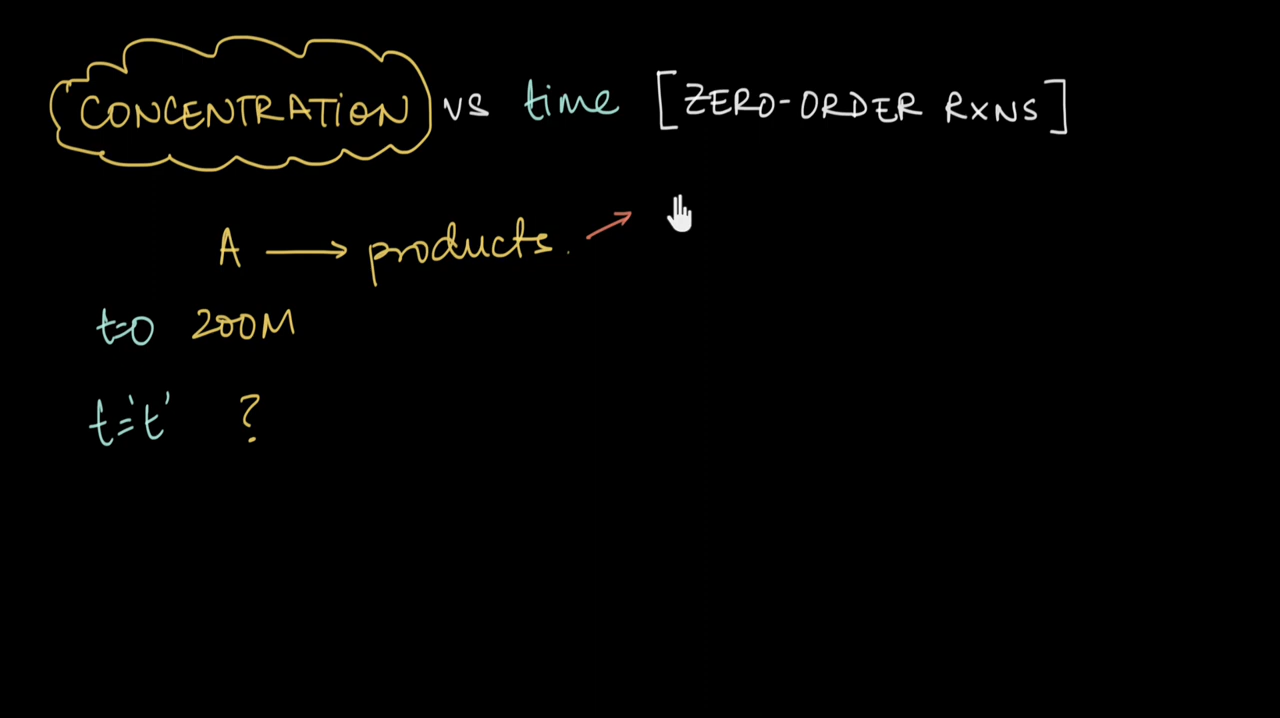 CONCENTRATION vs time [ZERO-ORDER RXNS]
A ⟶ products.
t=0 200M
t='t' ?